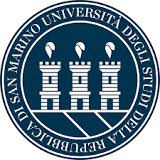 UNIVERSITÀ DEGLI STUDI DELLA REPUBBLICA DI SAN MARINO